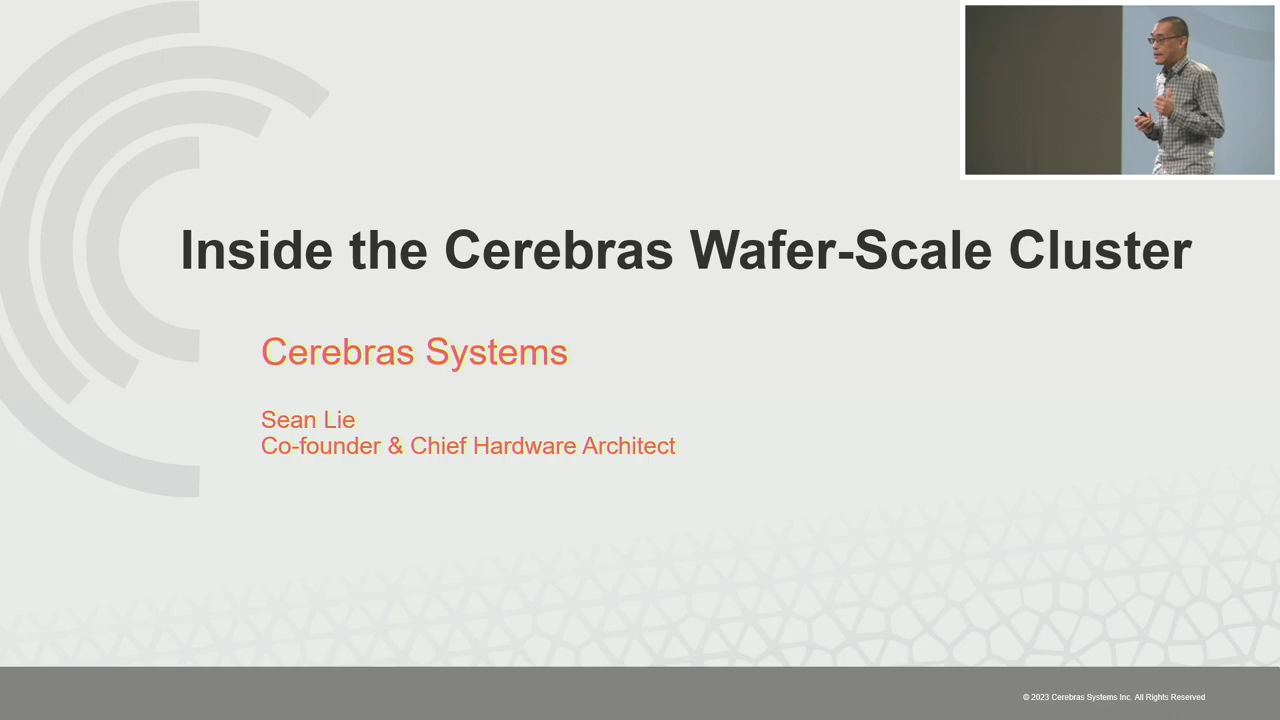 Inside the Cerebras Wafer-Scale Cluster
Cerebras Systems
Sean Lie
Co-founder & Chief Hardware Architect
© 2023 Cerebras Systems Inc. All Rights Reserved